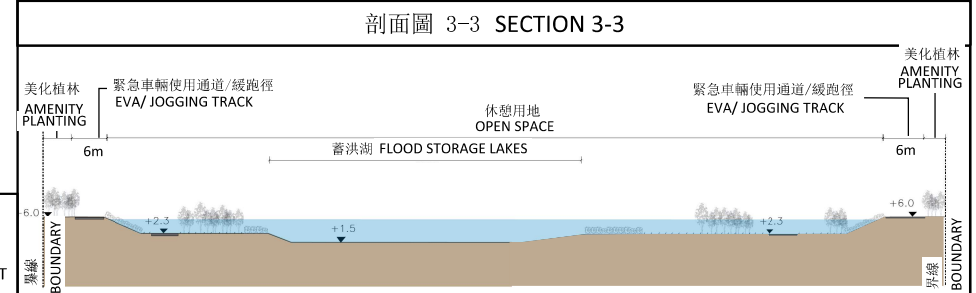 剖面圖 3-3 SECTION 3-3
美化植林
AMENITY
PLANTING
緊急車輛使用通道/緩跑徑
EVA/ JOGGING TRACK
6m
休憩用地
OPEN SPACE
蓄洪湖 FLOOD STORAGE LAKES
緊急車輛使用通道/緩跑徑
EVA/ JOGGING TRACK
美化植林
AMENITY
PLANTING
6m
+6.0
+2.3
+1.5
+2.3
+6.0
界線
BOUNDARY
界線
BOUNDARY
T